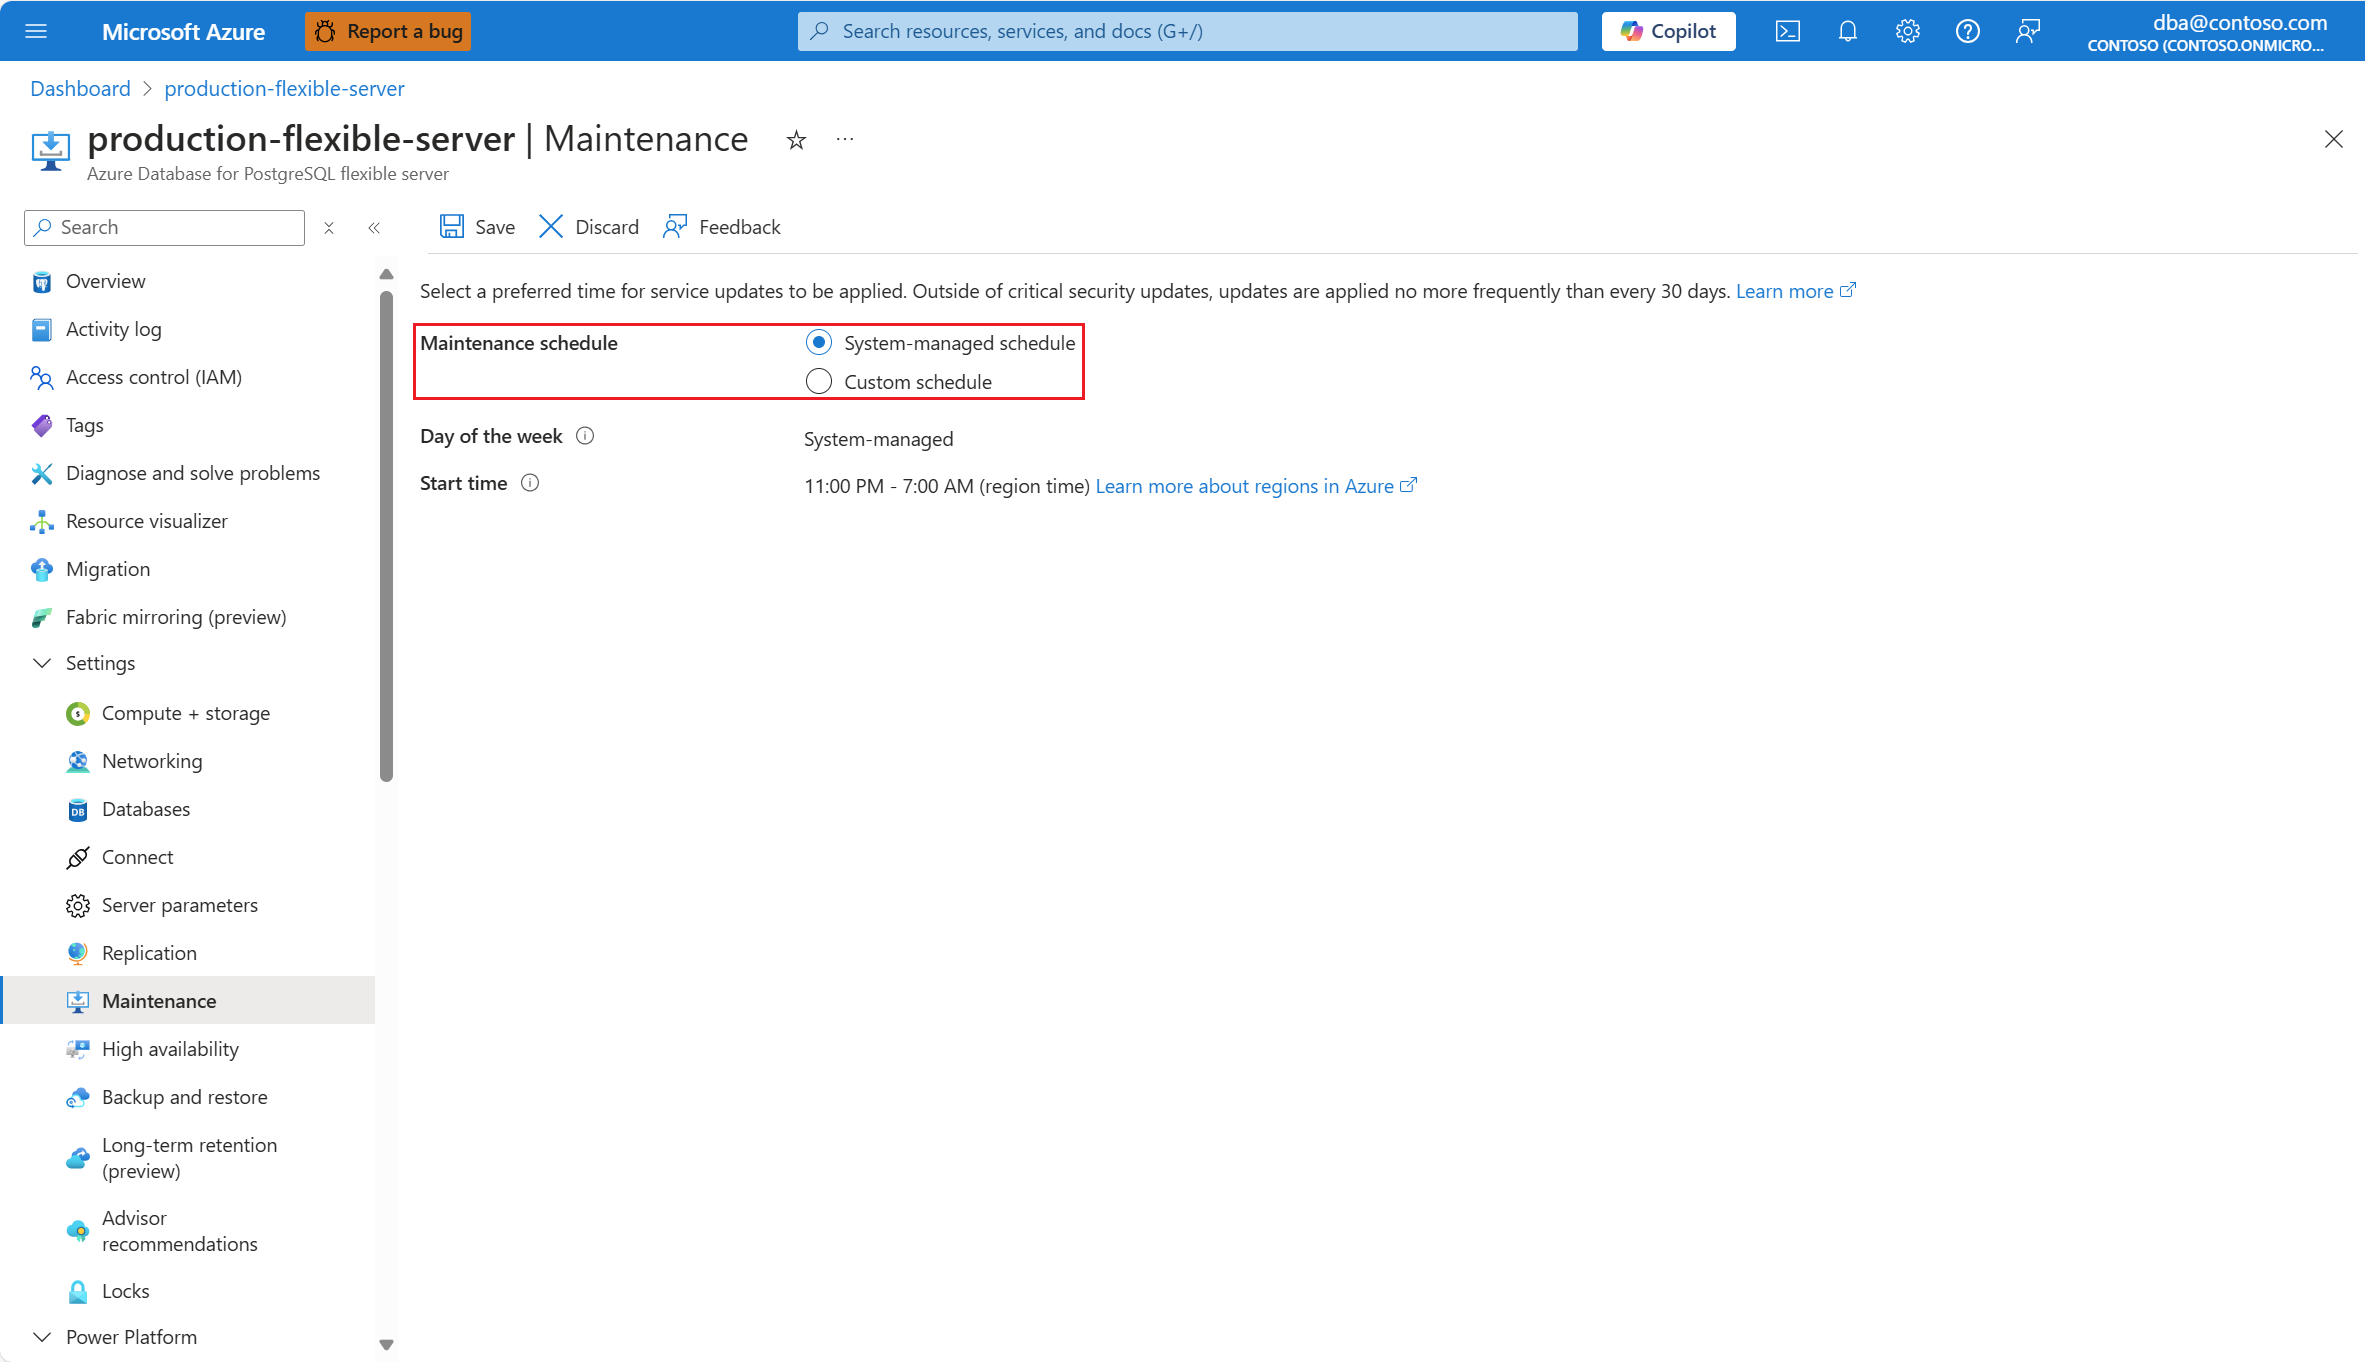 Microsoft Azure
Report a bug
Search resources, services, and docs (G+/)
Copilot
dba@contoso.com
CONTOSO (CONTOSO.ONMICRO...
Dashboard > production-flexible-server
production-flexible-server | Maintenance
Azure Database for PostgreSQL flexible server
Search
Save
Discard
Feedback
Overview
Activity log
Access control (IAM)
Tags
Diagnose and solve problems
Resource visualizer
Migration
Fabric mirroring (preview)
Settings
Compute + storage
Networking
Databases
Connect
Server parameters
Replication
Maintenance
High availability
Backup and restore
Long-term retention
(preview)
Advisor
recommendations
Locks
Power Platform
Select a preferred time for service updates to be applied. Outside of critical security updates, updates are applied no more frequently than every 30 days. Learn more
Maintenance schedule
System-managed schedule
Custom schedule
Day of the week
System-managed
Start time
11:00 PM - 7:00 AM (region time) Learn more about regions in Azure